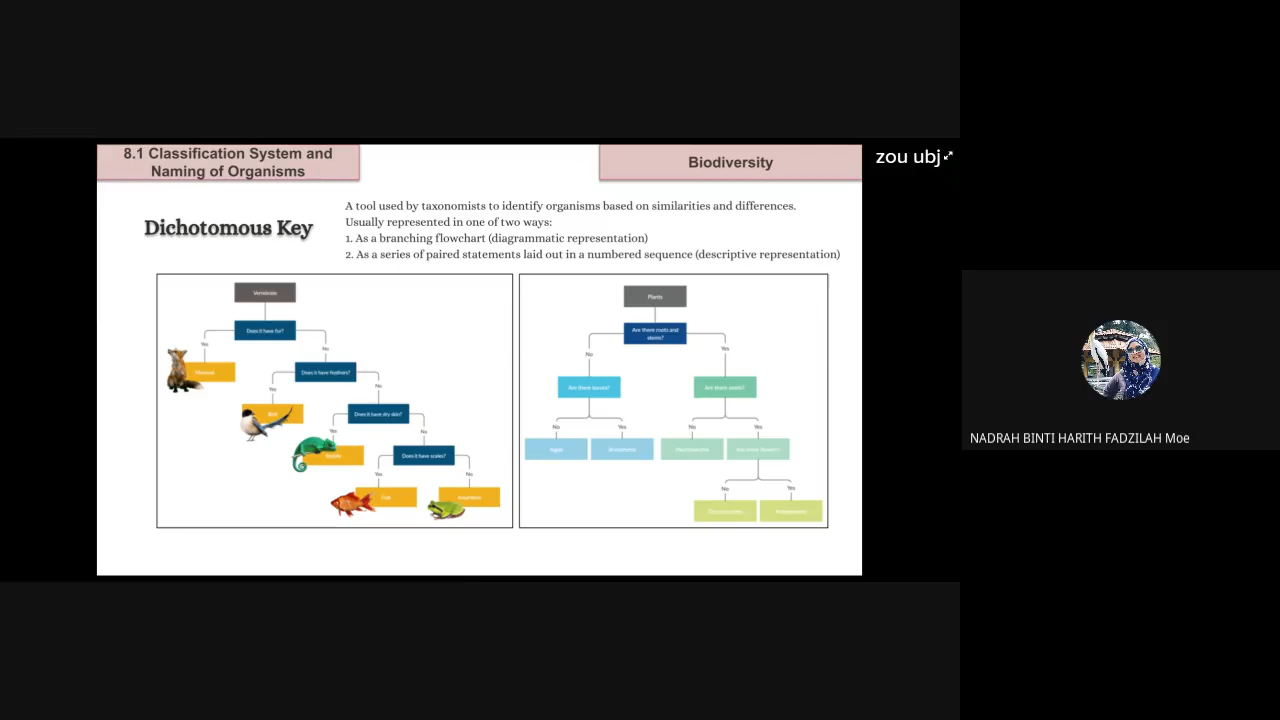 8.1 Classification System and
Naming of Organisms
Biodiversity
zou ubj
Dichotomous Key
A tool used by taxonomists to identify organisms based on similarities and differences.
Usually represented in one of two ways:
1. As a branching flowchart (diagrammatic representation)
2. As a series of paired statements laid out in a numbered sequence (descriptive representation)
Vertebrate
Does it have fur?
Yes
No
Mammal
Does it have feathers?
Yes
No
Bird
Does it have dry skin?
Yes
No
Reptile
Does it have scales?
Yes
No
Fish
Amphibian
Plants
Are there roots and
stems?
No
Yes
Are there leaves?
Are there seeds?
No
Yes
No
Yes
Algae
Bryophytes
Are there flowers?
No
Yes
NADRAH BINTI HARITH FADZILAH Moe